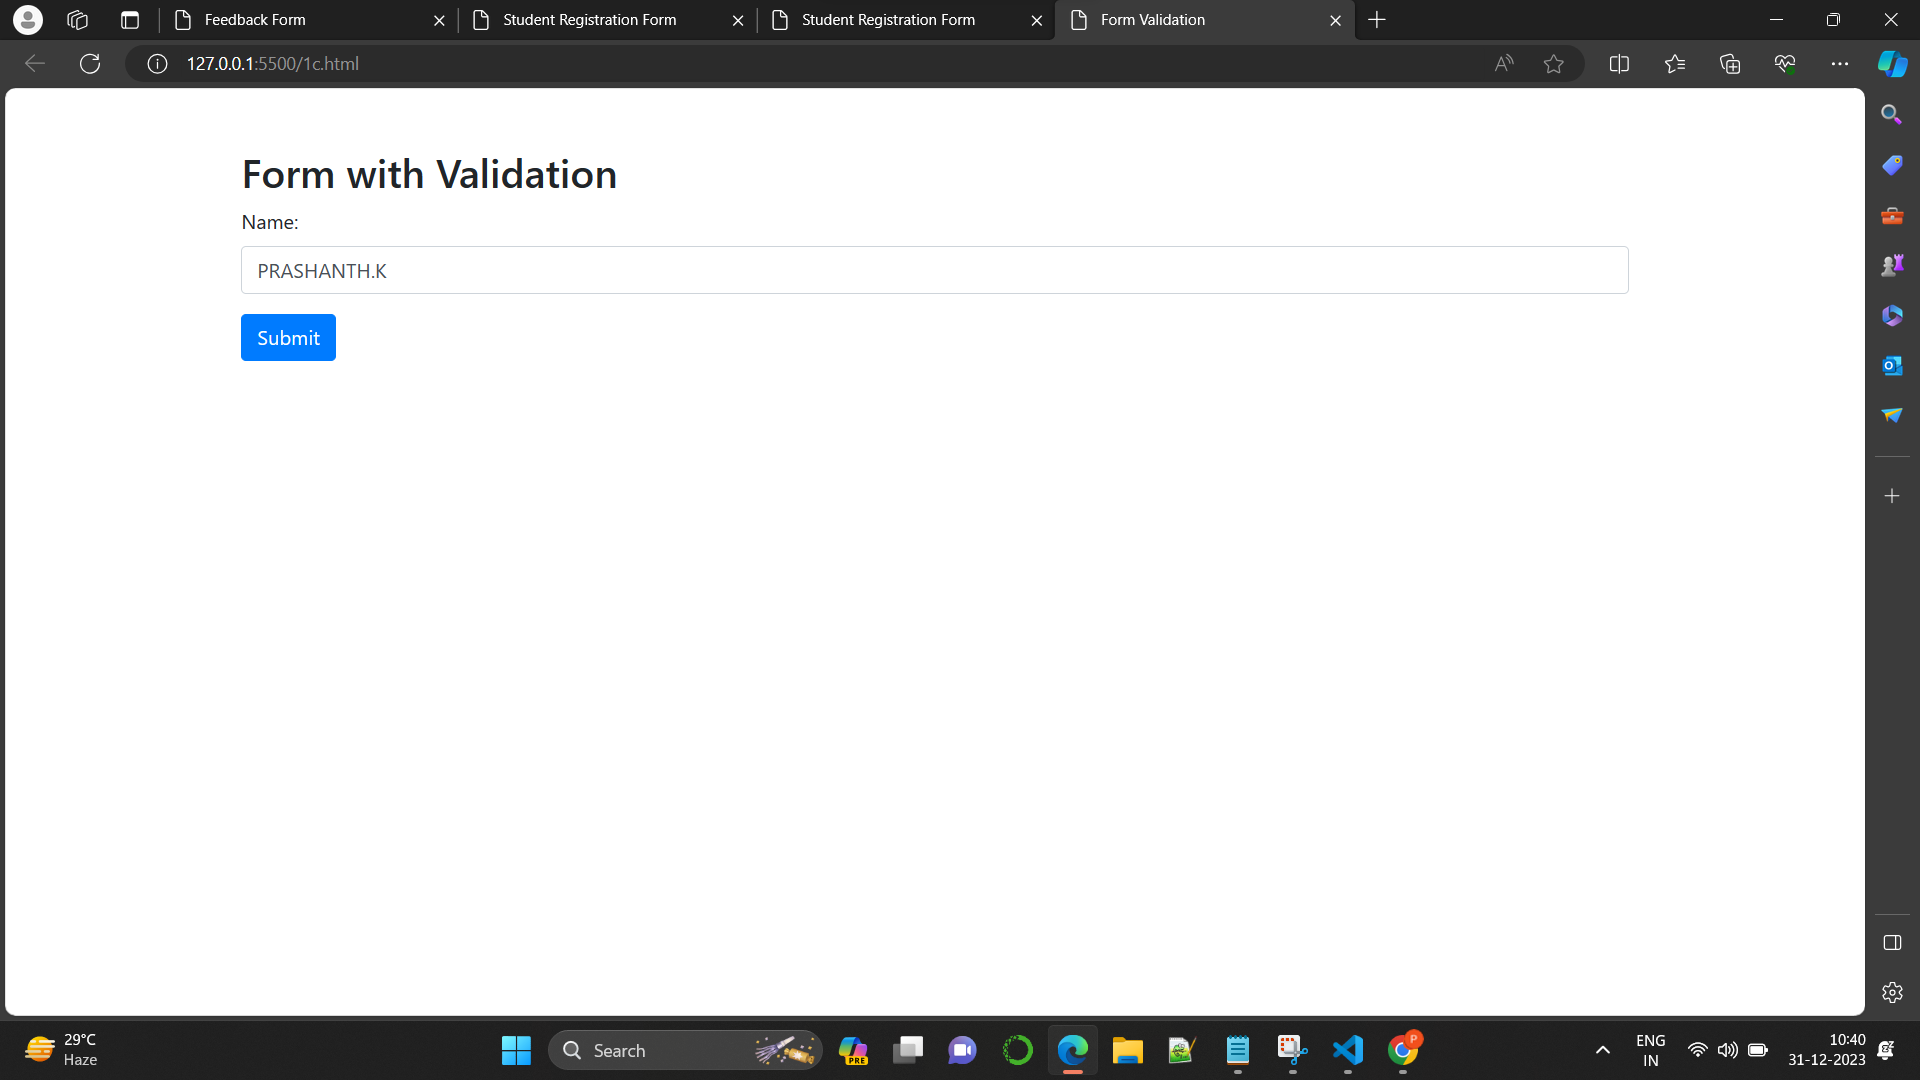 Feedback Form
Student Registration Form
Student Registration Form
Form Validation
127.0.0.1:5500/1c.html
Form with Validation
Name:
PRASHANTH.K
Submit
29°C
Haze
Search
PRE
P
ENG
IN
10:40
31-12-2023